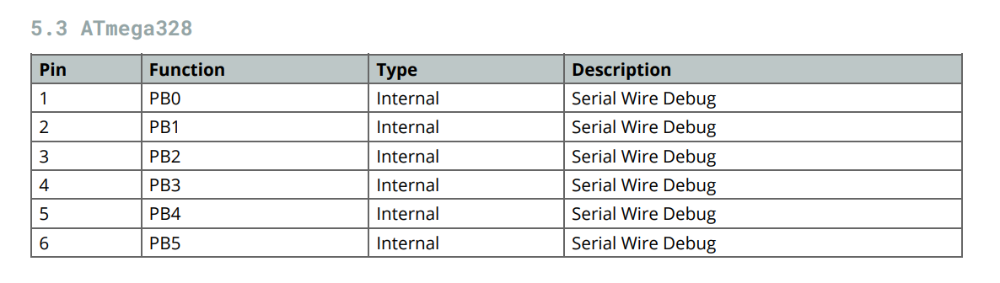 5.3 ATmega328
Pin Function Type Description
1 PB0 Internal Serial Wire Debug
2 PB1 Internal Serial Wire Debug
3 PB2 Internal Serial Wire Debug
4 PB3 Internal Serial Wire Debug
5 PB4 Internal Serial Wire Debug
6 PB5 Internal Serial Wire Debug